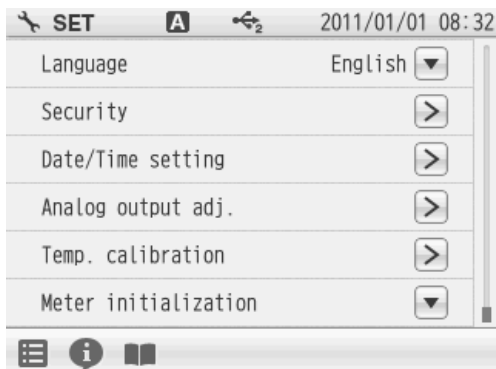 SET A 2 2011/01/01 08:32
Language English
Security
Date/Time setting
Analog output adj.
Temp. calibration
Meter initialization